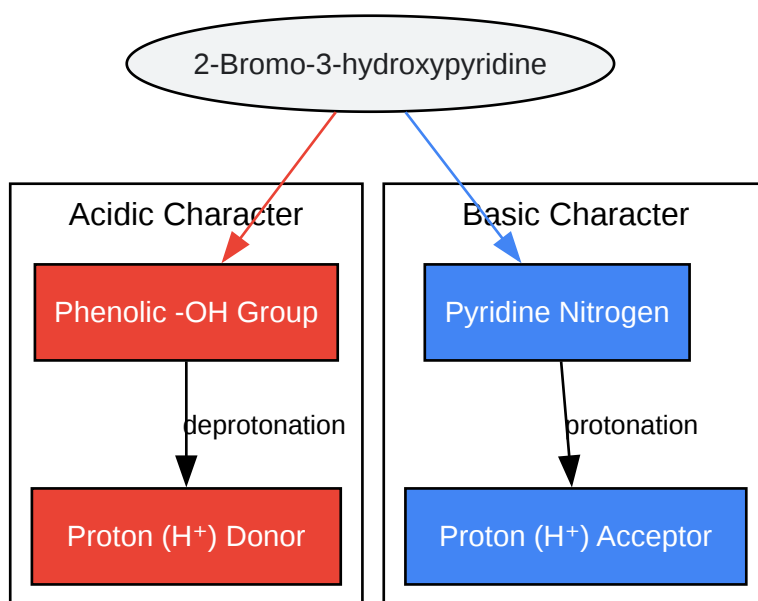 2-Bromo-3-hydroxypyridine
Acidic Character
Basic Character
Phenolic -OH Group
Pyridine Nitrogen
deprotonation
protonation
Proton (H⁺) Donor
Proton (H⁺) Acceptor